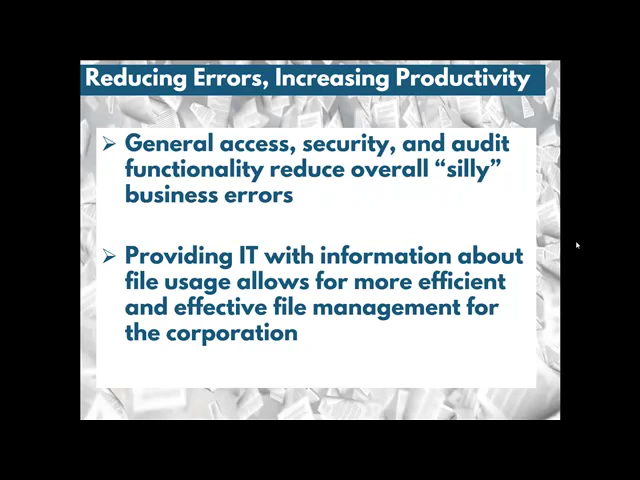 Reducing Errors, Increasing Productivity
General access, security, and audit
functionality reduce overall “silly”
business errors
Providing IT with information about
file usage allows for more efficient
and effective file management for
the corporation